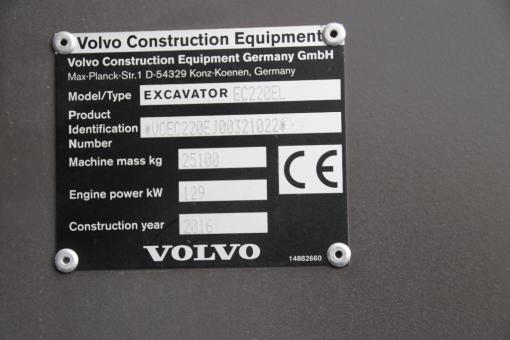 Volvo Construction Equipment
Volvo Construction Equipment Germany GmbH
Max-Planck-Str.1 D-54329 Konz-Koenen, Germany
Model/Type EXCAVATOR EC220EL
Product
Identification *VCEC220EJ00321022*
Number
Machine mass kg 25100
CE
Engine power kW 129
Construction year 2016
VOLVO
14882660